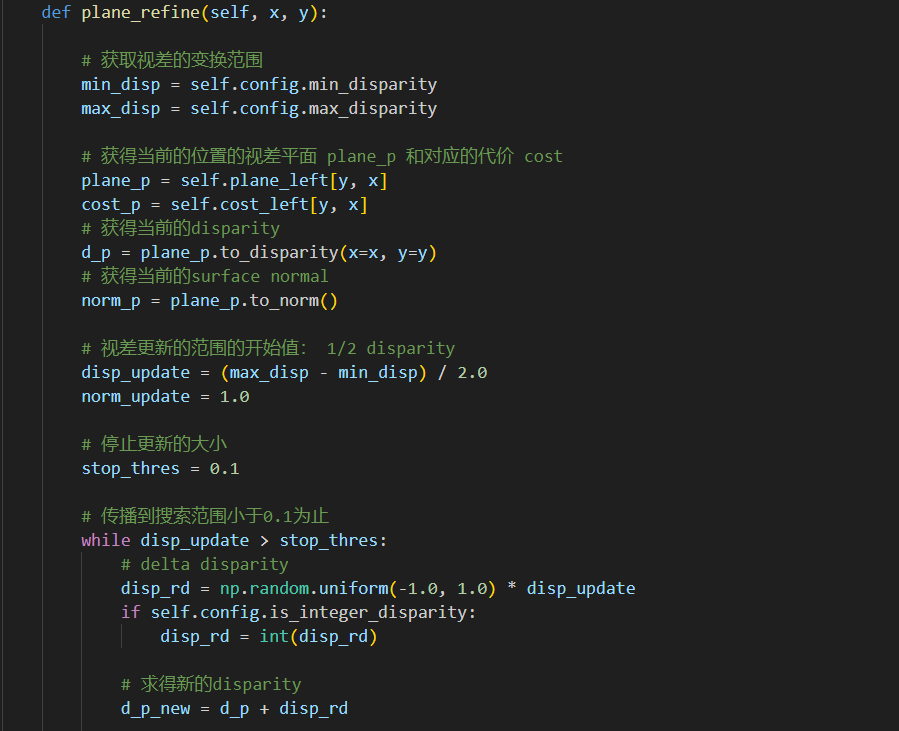 def plane_refine(self, x, y):
# 获取视差的变换范围
min_disp = self.config.min_disparity
max_disp = self.config.max_disparity
# 获得当前的位置的视差平面 plane_p 和对应的代价 cost
plane_p = self.plane_left[y, x]
cost_p = self.cost_left[y, x]
# 获得当前的disparity
d_p = plane_p.to_disparity(x=x, y=y)
# 获得当前的surface normal
norm_p = plane_p.to_norm()
# 视差更新的范围的开始值： 1/2 disparity
disp_update = (max_disp - min_disp) / 2.0
norm_update = 1.0
# 停止更新的大小
stop_thres = 0.1
# 传播到搜索范围小于0.1为止
while disp_update > stop_thres:
# delta disparity
disp_rd = np.random.uniform(-1.0, 1.0) * disp_update
if self.config.is_integer_disparity:
disp_rd = int(disp_rd)
# 求得新的disparity
d_p_new = d_p + disp_rd